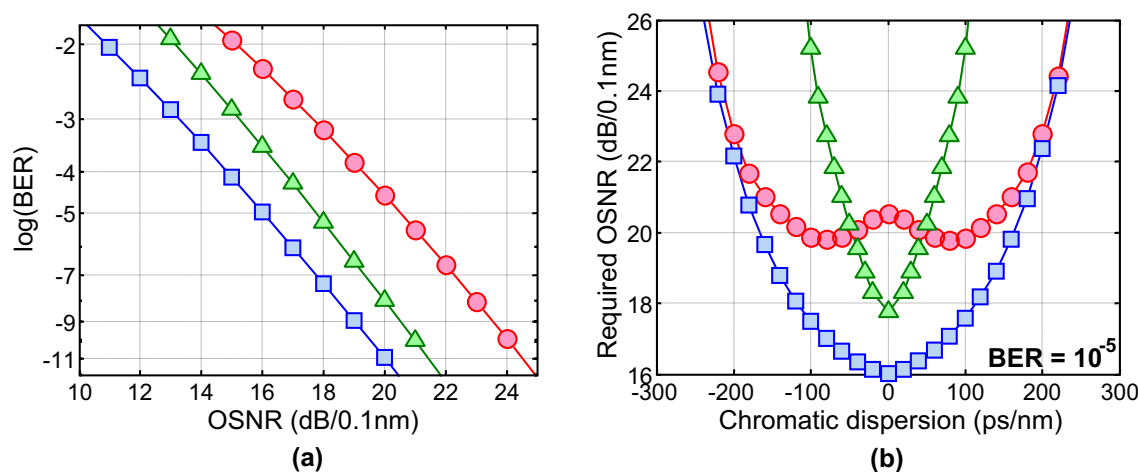 -2
-3
-4
-5
-7
-9
-11
log(BER)
10 12 14 16 18 20 22 24
OSNR (dB/0.1nm)
(a)
26
24
22
20
18
16
Required OSNR (dB/0.1nm)
BER = 10-5
-300 -200 -100 0 100 200 300
Chromatic dispersion (ps/nm)
(b)